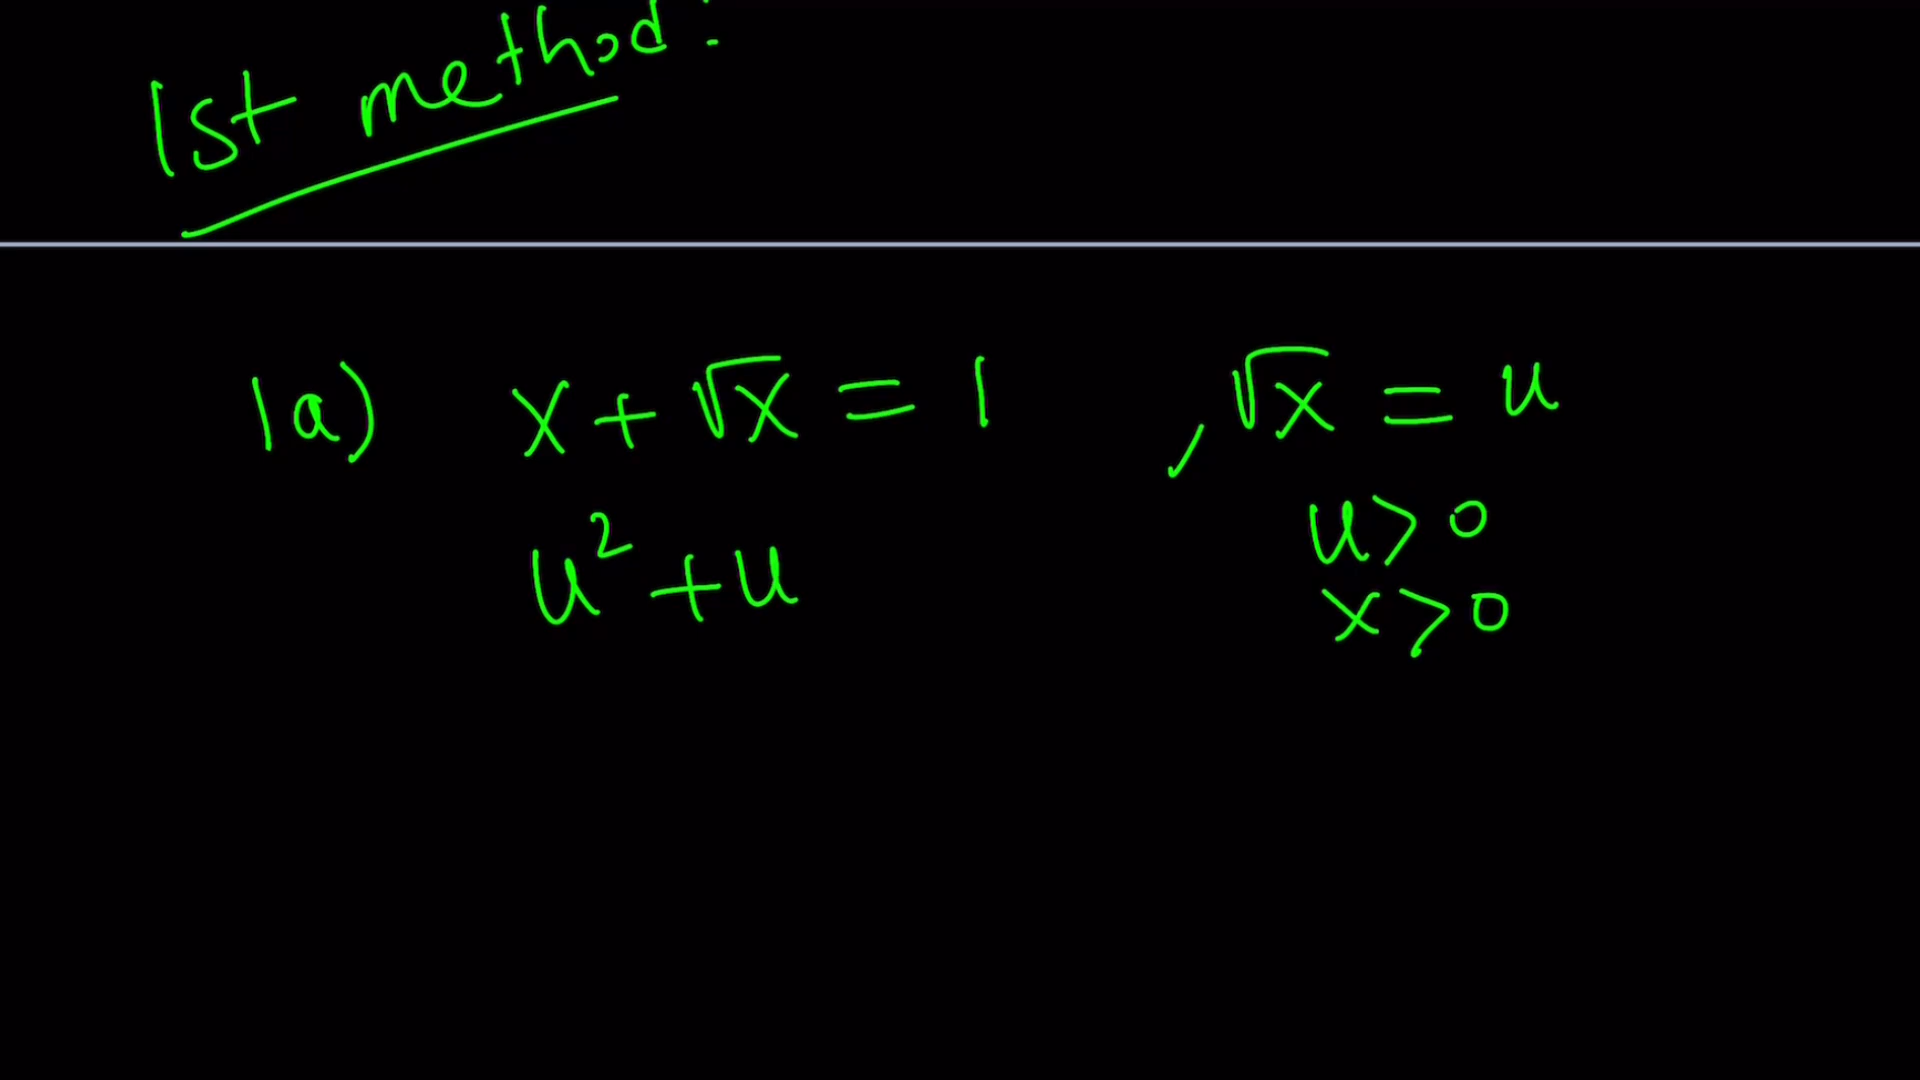 1st method:
1a) x + √x = 1 , √x = u
u² + u
u > 0
x > 0